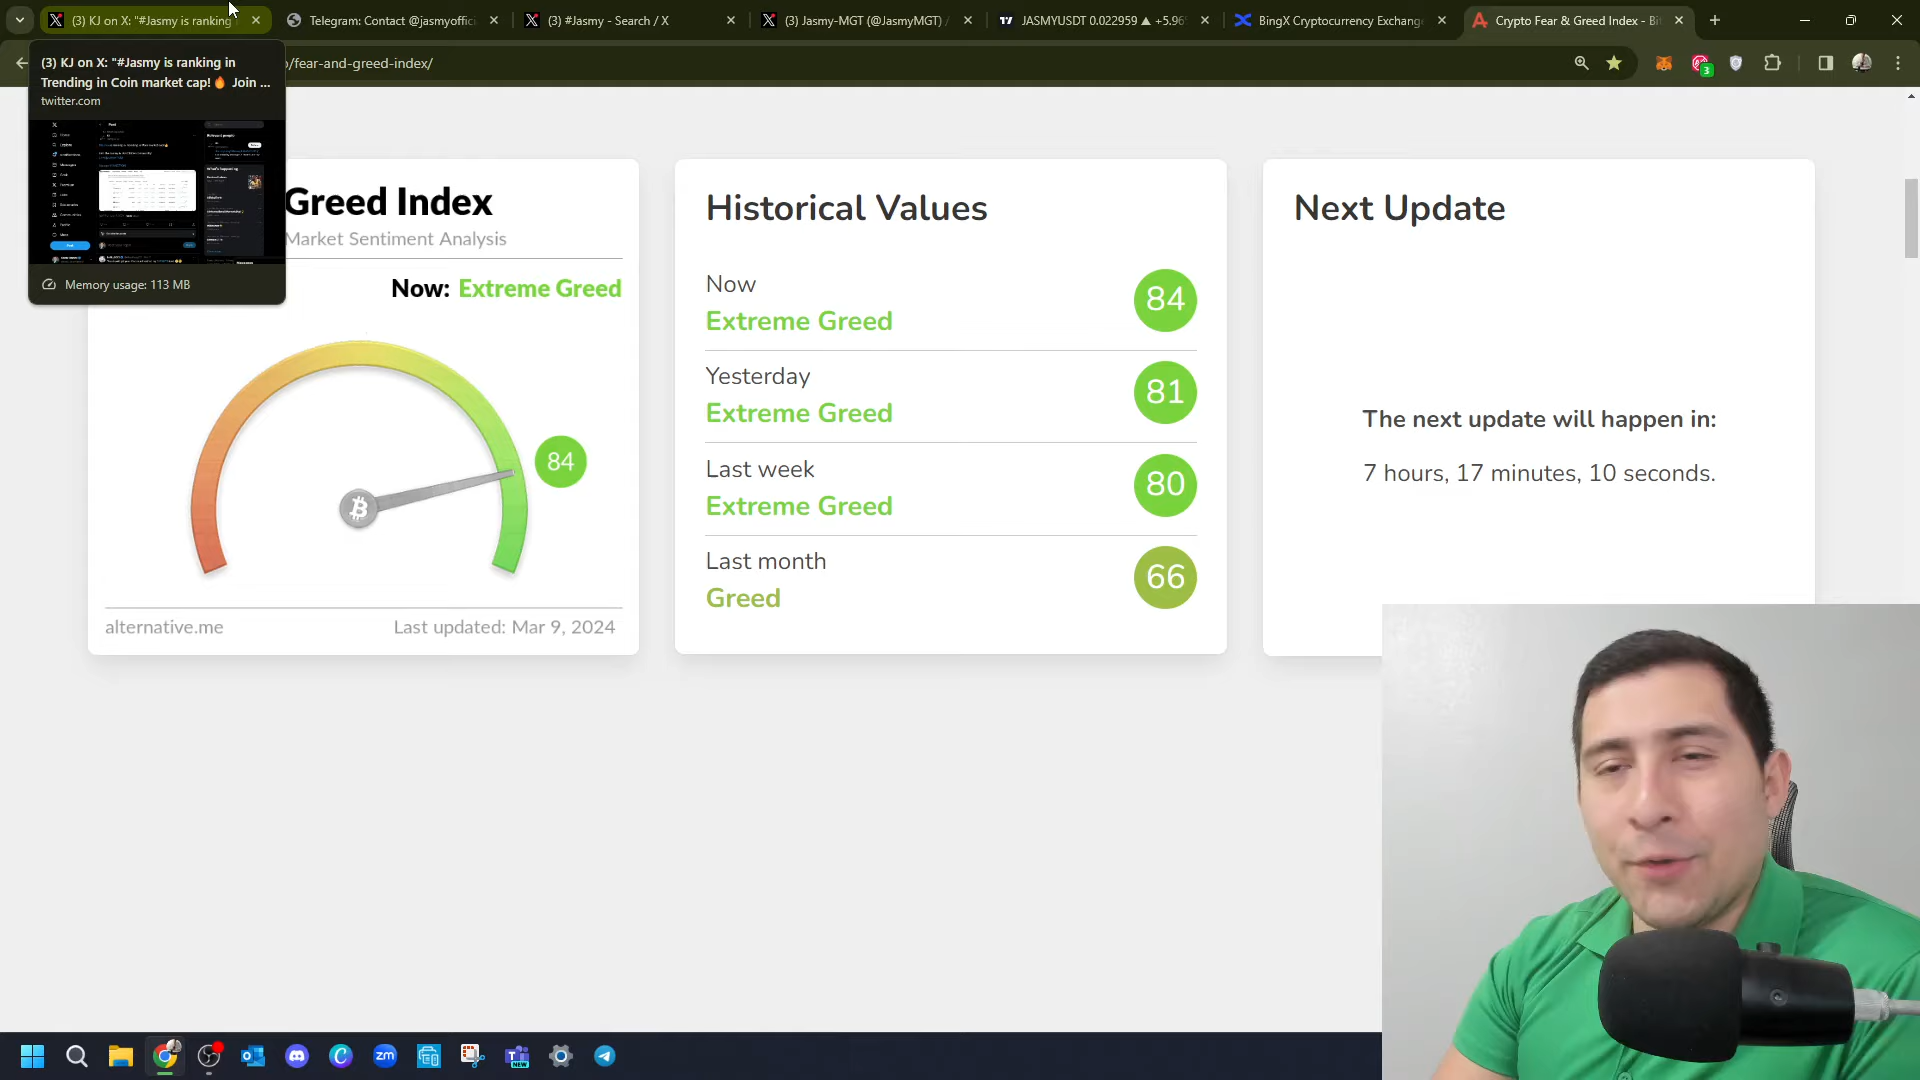 (3) KJ on X: "#Jasmy is ranking
Telegram: Contact @jasmyoffici
(3) #Jasmy - Search / X
(3) Jasmy-MGT (@JasmyMGT) /
JASMYUSDT 0.022959 ▲ +5.96
BingX Cryptocurrency Exchang
Crypto Fear & Greed Index - Bi
/fear-and-greed-index/
3
(3) KJ on X: "#Jasmy is ranking in
Trending in Coin market cap!🔥 Join ...
twitter.com
Memory usage: 113 MB
Greed Index
Market Sentiment Analysis
Now: Extreme Greed
84
alternative.me
Last updated: Mar 9, 2024
Historical Values
Now
Extreme Greed
84
Yesterday
Extreme Greed
81
Last week
Extreme Greed
80
Last month
Greed
66
Next Update
The next update will happen in:
7 hours, 17 minutes, 10 seconds.
zm
NEW